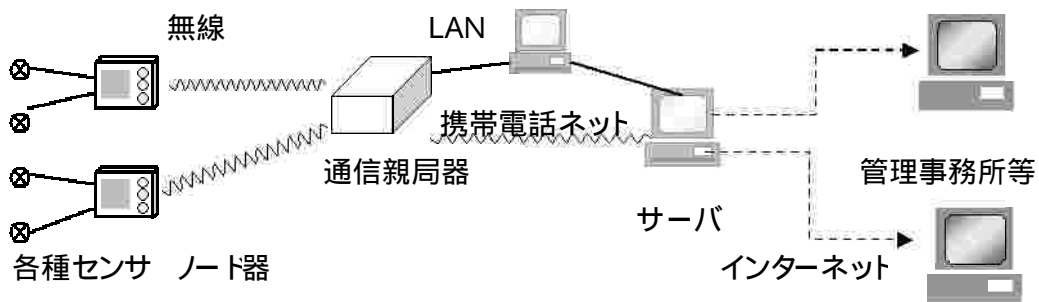 無線
LAN
携帯電話ネット
通信親局器
管理事務所等
サーバ
各種センサ
ノード器
インターネット